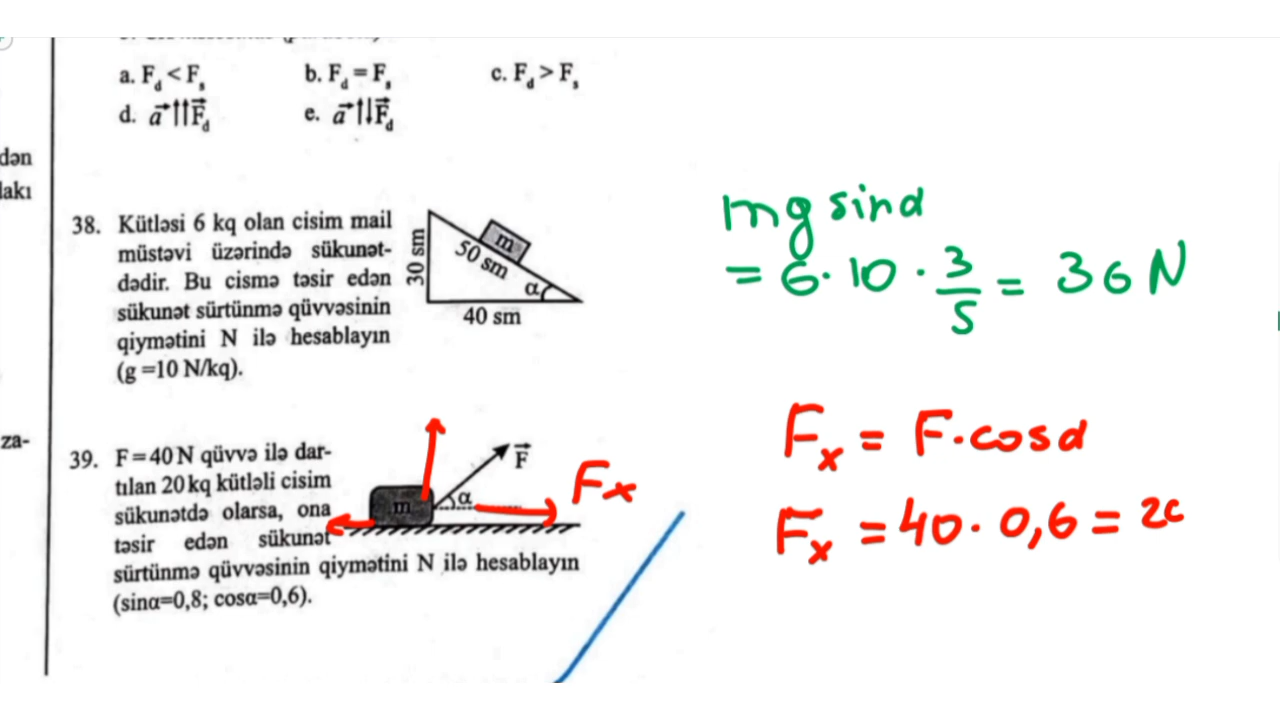 a. F_d < F_s b. F_d = F_s c. F_d > F_s
d. a⃗↑↑F⃗_d e. a⃗↑↓F⃗_d
dən
lakı
za-
38. Kütləsi 6 kq olan cisim mail
müstəvi üzərində sükunət-
dədir. Bu cismə təsir edən
sükunət sürtünmə qüvvəsinin
qiymətini N ilə hesablayın
(g =10 N/kq).
30 sm
50 sm
m
α
40 sm
39. F=40 N qüvvə ilə dar-
tılan 20 kq kütləli cisim
sükunətdə olarsa, ona
təsir edən sükunət
sürtünmə qüvvəsinin qiymətini N ilə hesablayın
(sinα=0,8; cosα=0,6).
m
α
F⃗
Fx
mg sinα
= 6·10·3/5 = 36 N
Fx = F·cosα
Fx = 40·0,6 =